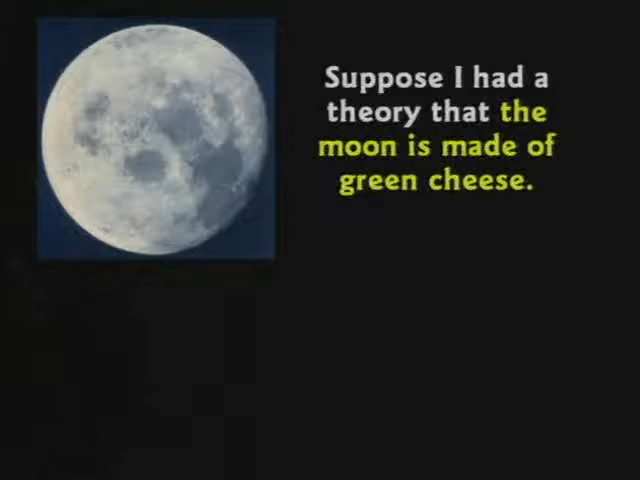 Suppose I had a
theory that the
moon is made of
green cheese.